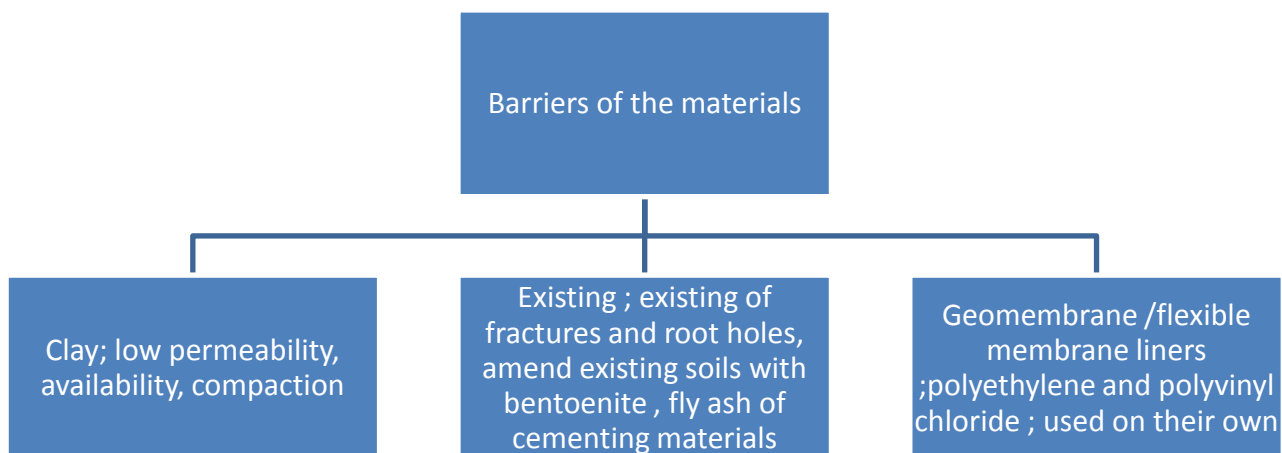 Barriers of the materials
Clay; low permeability,
availability, compaction
Existing ; existing of
fractures and root holes,
amend existing soils with
bentoenite , fly ash of
cementing materials
Geomembrane /flexible
membrane liners
;polyethylene and polyvinyl
chloride ; used on their own